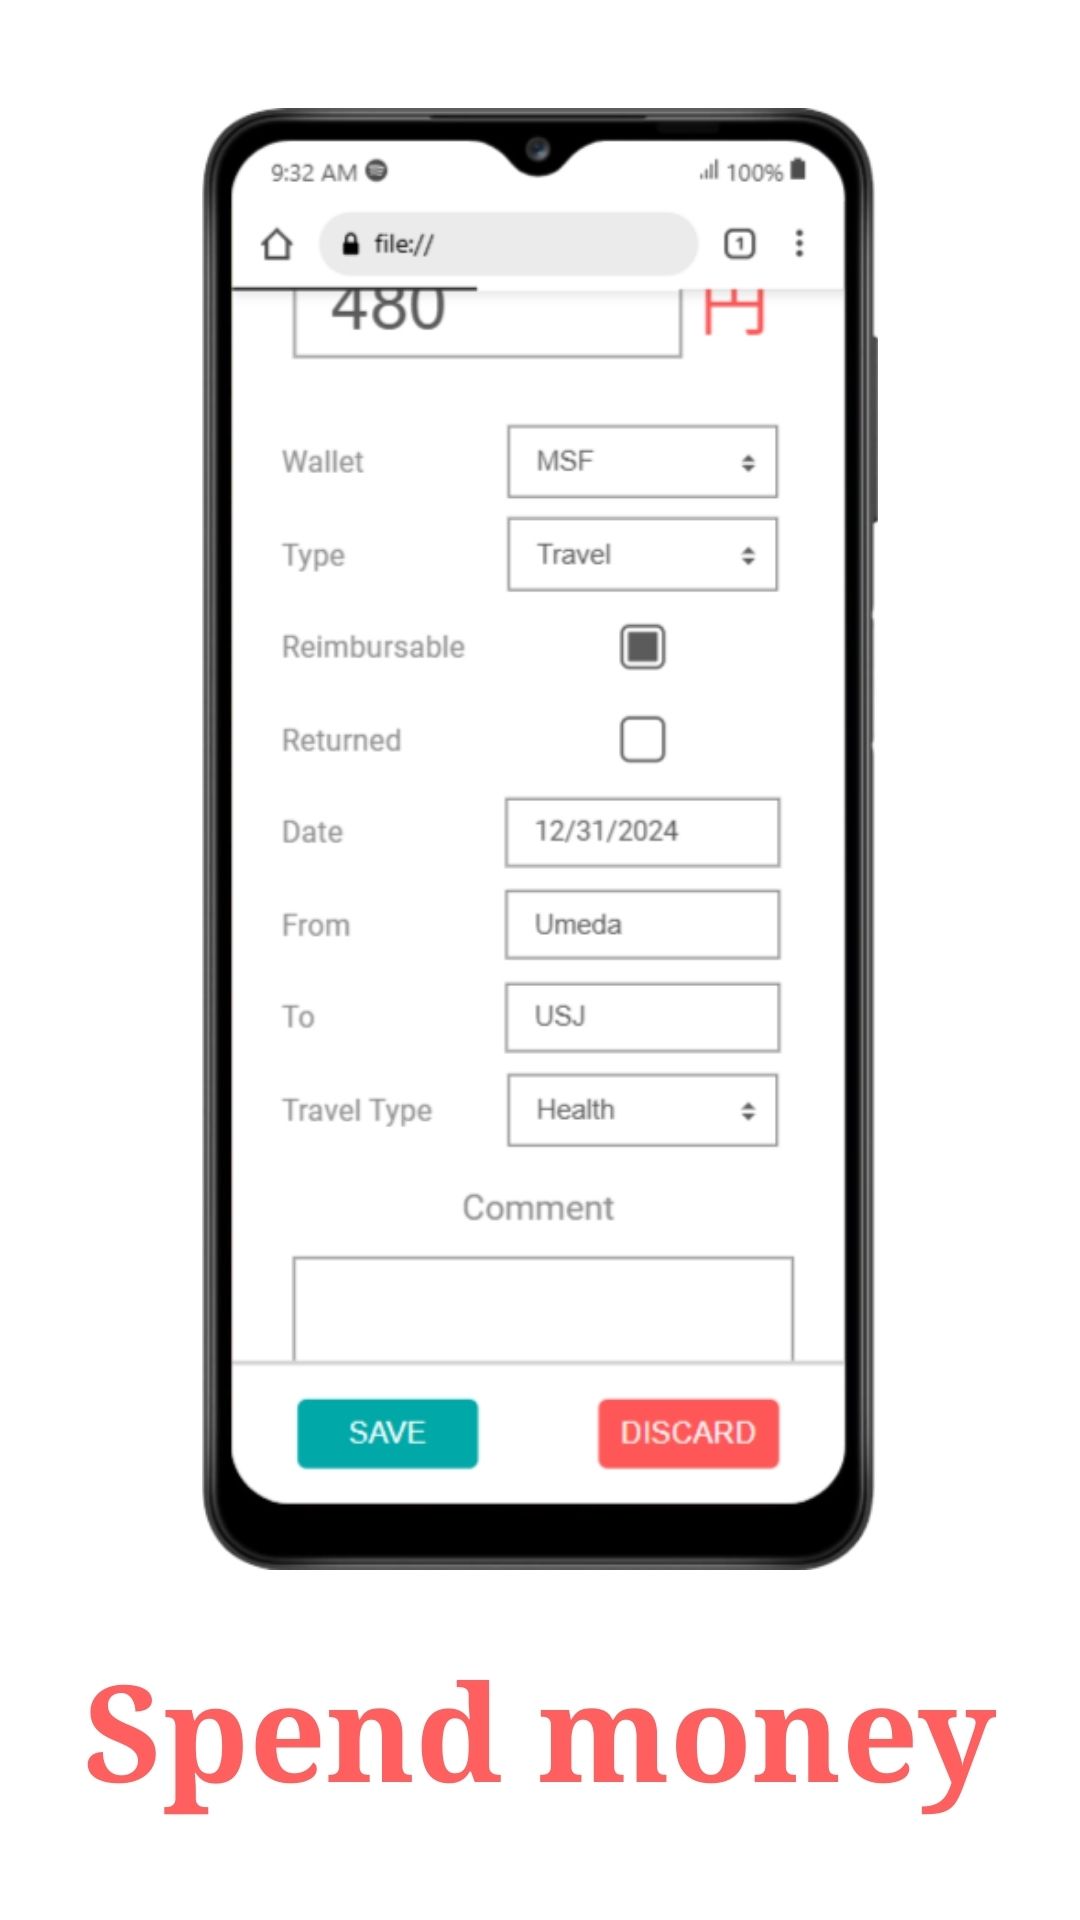 9:32 AM 100%
file:// 1
480 円
Wallet MSF
Type Travel
Reimbursable
Returned
Date 12/31/2024
From Umeda
To USJ
Travel Type Health
Comment
SAVE DISCARD
Spend money